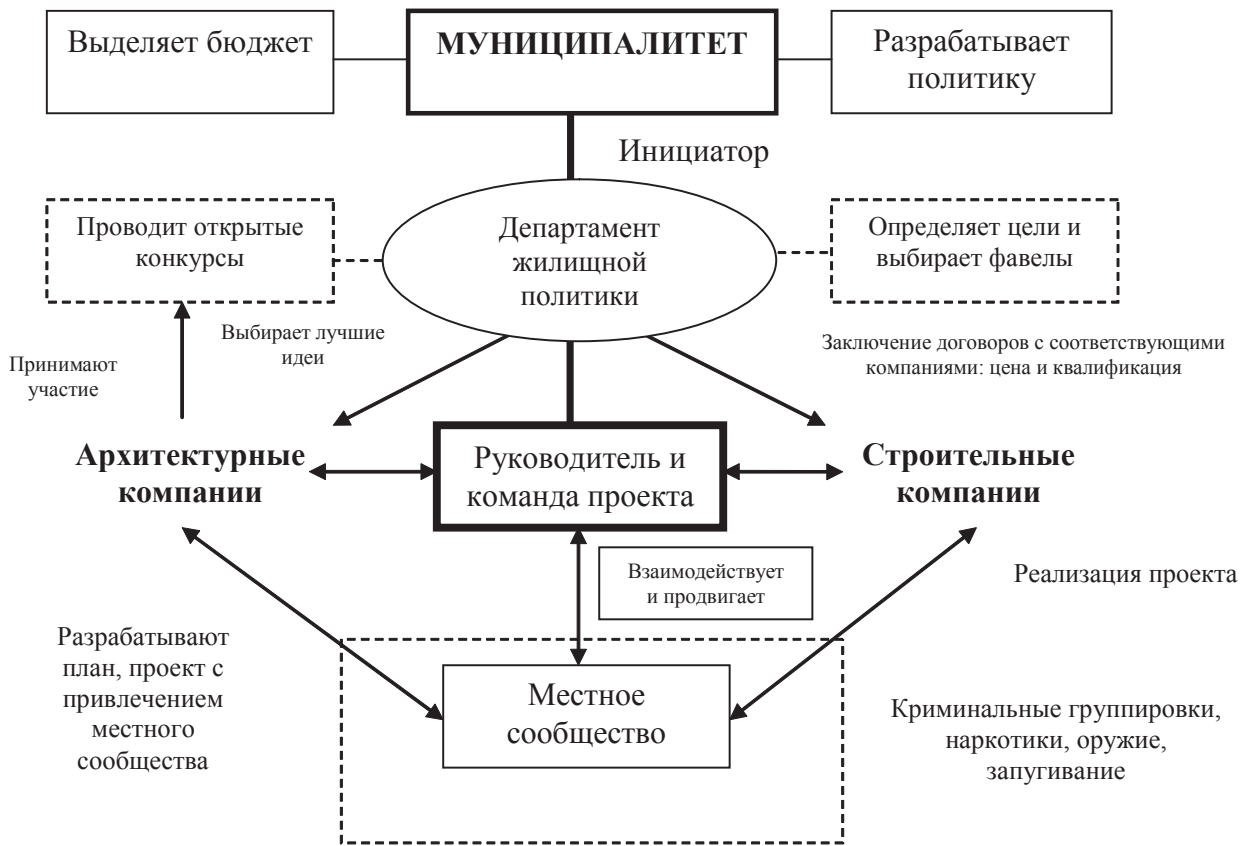 Выделяет бюджет
МУНИЦИПАЛИТЕТ
Разрабатывает
политику
Инициатор
Проводит открытые
конкурсы
Департамент
жилищной
политики
Определяет цели и
выбирает фавелы
Принимают
участие
Выбирает лучшие
идеи
Заключение договоров с соответствующими
компаниями: цена и квалификация
Архитектурные
компании
Руководитель и
команда проекта
Строительные
компании
Взаимодействует
и продвигает
Реализация проекта
Разрабатывают
план, проект с
привлечением
местного
сообщества
Местное
сообщество
Криминальные группировки,
наркотики, оружие,
запугивание